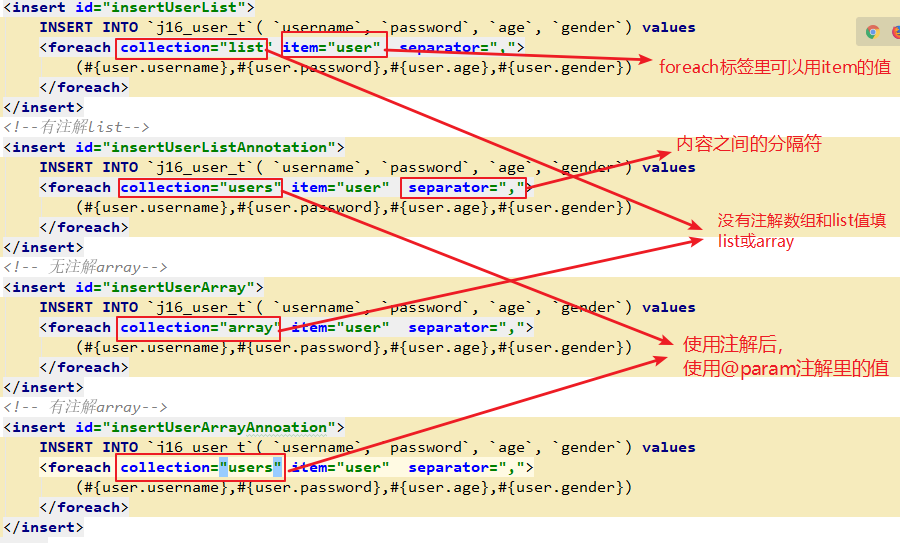 <insert id="insertUserList">
INSERT INTO `j16_user_t`( `username`, `password`, `age`, `gender`) values
<foreach collection="list" item="user"  separator=",">
(#{user.username},#{user.password},#{user.age},#{user.gender})
foreach标签里可以用item的值
</foreach>
</insert>
<!--有注解list-->
<insert id="insertUserListAnnotation">
内容之间的分隔符
INSERT INTO `j16_user_t`( `username`, `password`, `age`, `gender`) values
<foreach collection="users" item="user"  separator=",">
(#{user.username},#{user.password},#{user.age},#{user.gender})
</foreach>
没有注解数组和list值填
list或array
</insert>
<!-- 无注解array-->
<insert id="insertUserArray">
INSERT INTO `j16_user_t`( `username`, `password`, `age`, `gender`) values
<foreach collection="array" item="user"  separator=",">
(#{user.username},#{user.password},#{user.age},#{user.gender})
使用注解后，
使用@param注解里的值
</foreach>
</insert>
<!-- 有注解array-->
<insert id="insertUserArrayAnnoation">
INSERT INTO `j16_user_t`( `username`, `password`, `age`, `gender`) values
<foreach collection="users" item="user"  separator=",">
(#{user.username},#{user.password},#{user.age},#{user.gender})
</foreach>
</insert>